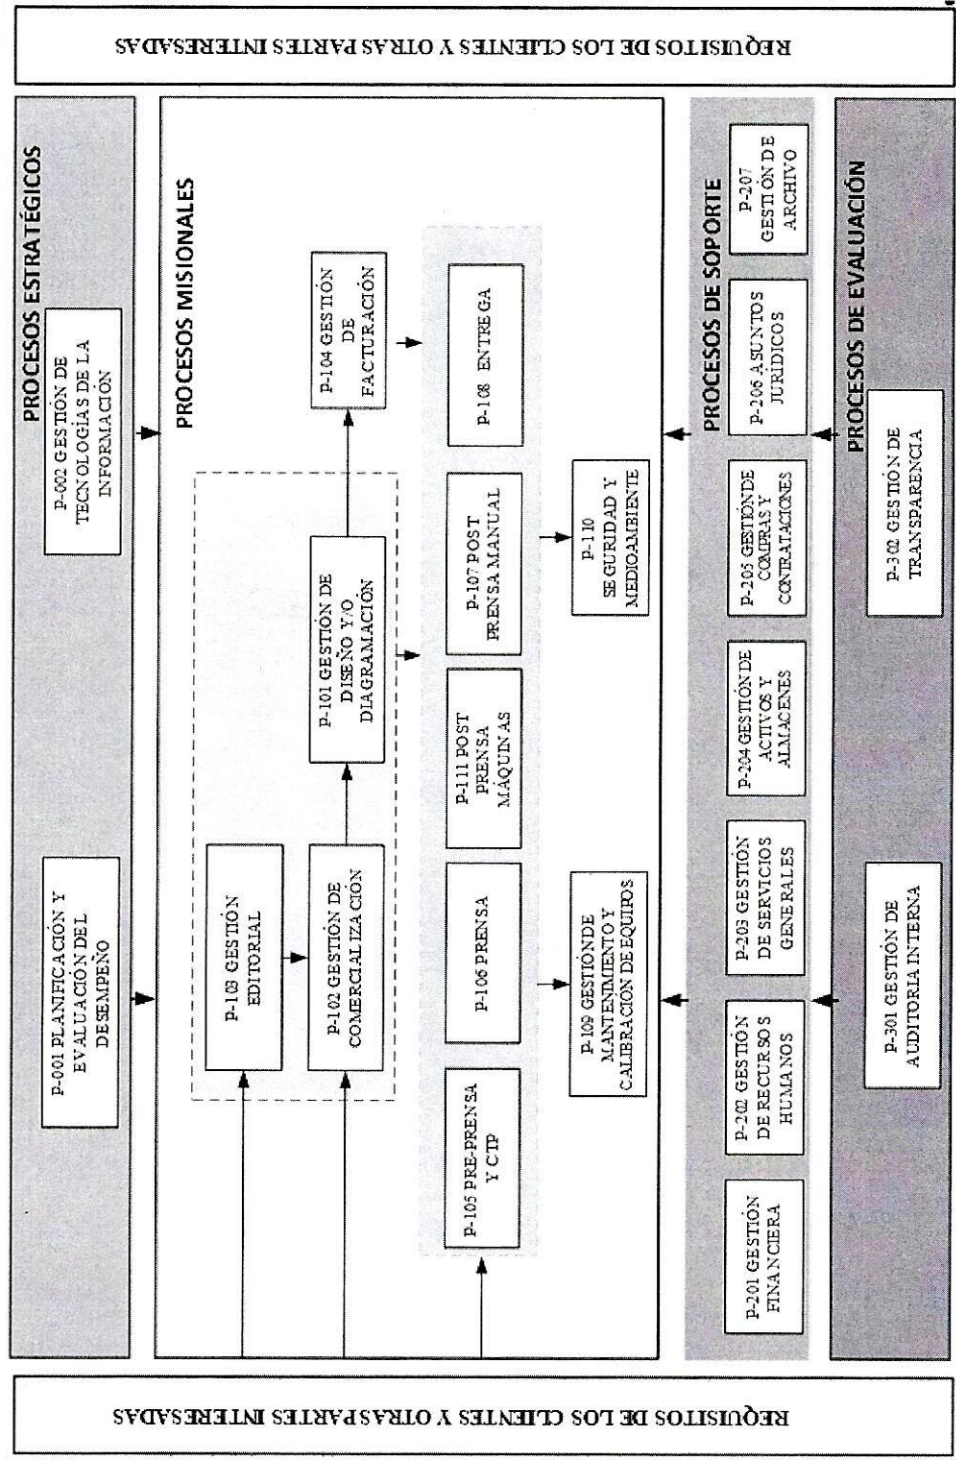 REQUISITOS DE LOS CLIENTES Y OTRAS PARTES INTERESADAS
PROCESOS ESTRATÉGICOS
P-001 PLANIFICACIÓN Y
EVALUACIÓN DEL
DESEMPEÑO
P-002 GESTIÓN DE
TECNOLOGÍAS DE LA
INFORMACIÓN
PROCESOS MISIONALES
P-103 GESTIÓN
EDITORIAL
P-102 GESTIÓN DE
COMERCIALIZACIÓN
P-101 GESTIÓN DE
DISEÑO Y/O
DIAGRAMACIÓN
P-104 GESTIÓN
DE
FACTURACIÓN
P-105 PRE-PRENSA
Y CTP
P-106 PRENSA
P-111 POST
PRENSA
MÁQUINAS
P-107 POST
PRENSA MANUAL
P-108 ENTREGA
P-109 GESTIÓN DE
MANTENIMIENTO Y
CALIBRACIÓN DE EQUIPOS
P-110
SEGURIDAD Y
MEDIOAMBIENTE
PROCESOS DE SOPORTE
P-201 GESTIÓN
FINANCIERA
P-202 GESTIÓN
DE RECURSOS
HUMANOS
P-203 GESTIÓN
DE SERVICIOS
GENERALES
P-204 GESTIÓN DE
ACTIVOS Y
ALMACENES
P-205 GESTIÓN DE
COMPRAS Y
CONTRATACIONES
P-206 ASUNTOS
JURÍDICOS
P-207
GESTIÓN DE
ARCHIVO
PROCESOS DE EVALUACIÓN
P-301 GESTIÓN DE
AUDITORIA INTERNA
P-302 GESTIÓN DE
TRANSPARENCIA
REQUISITOS DE LOS CLIENTES Y OTRAS PARTES INTERESADAS